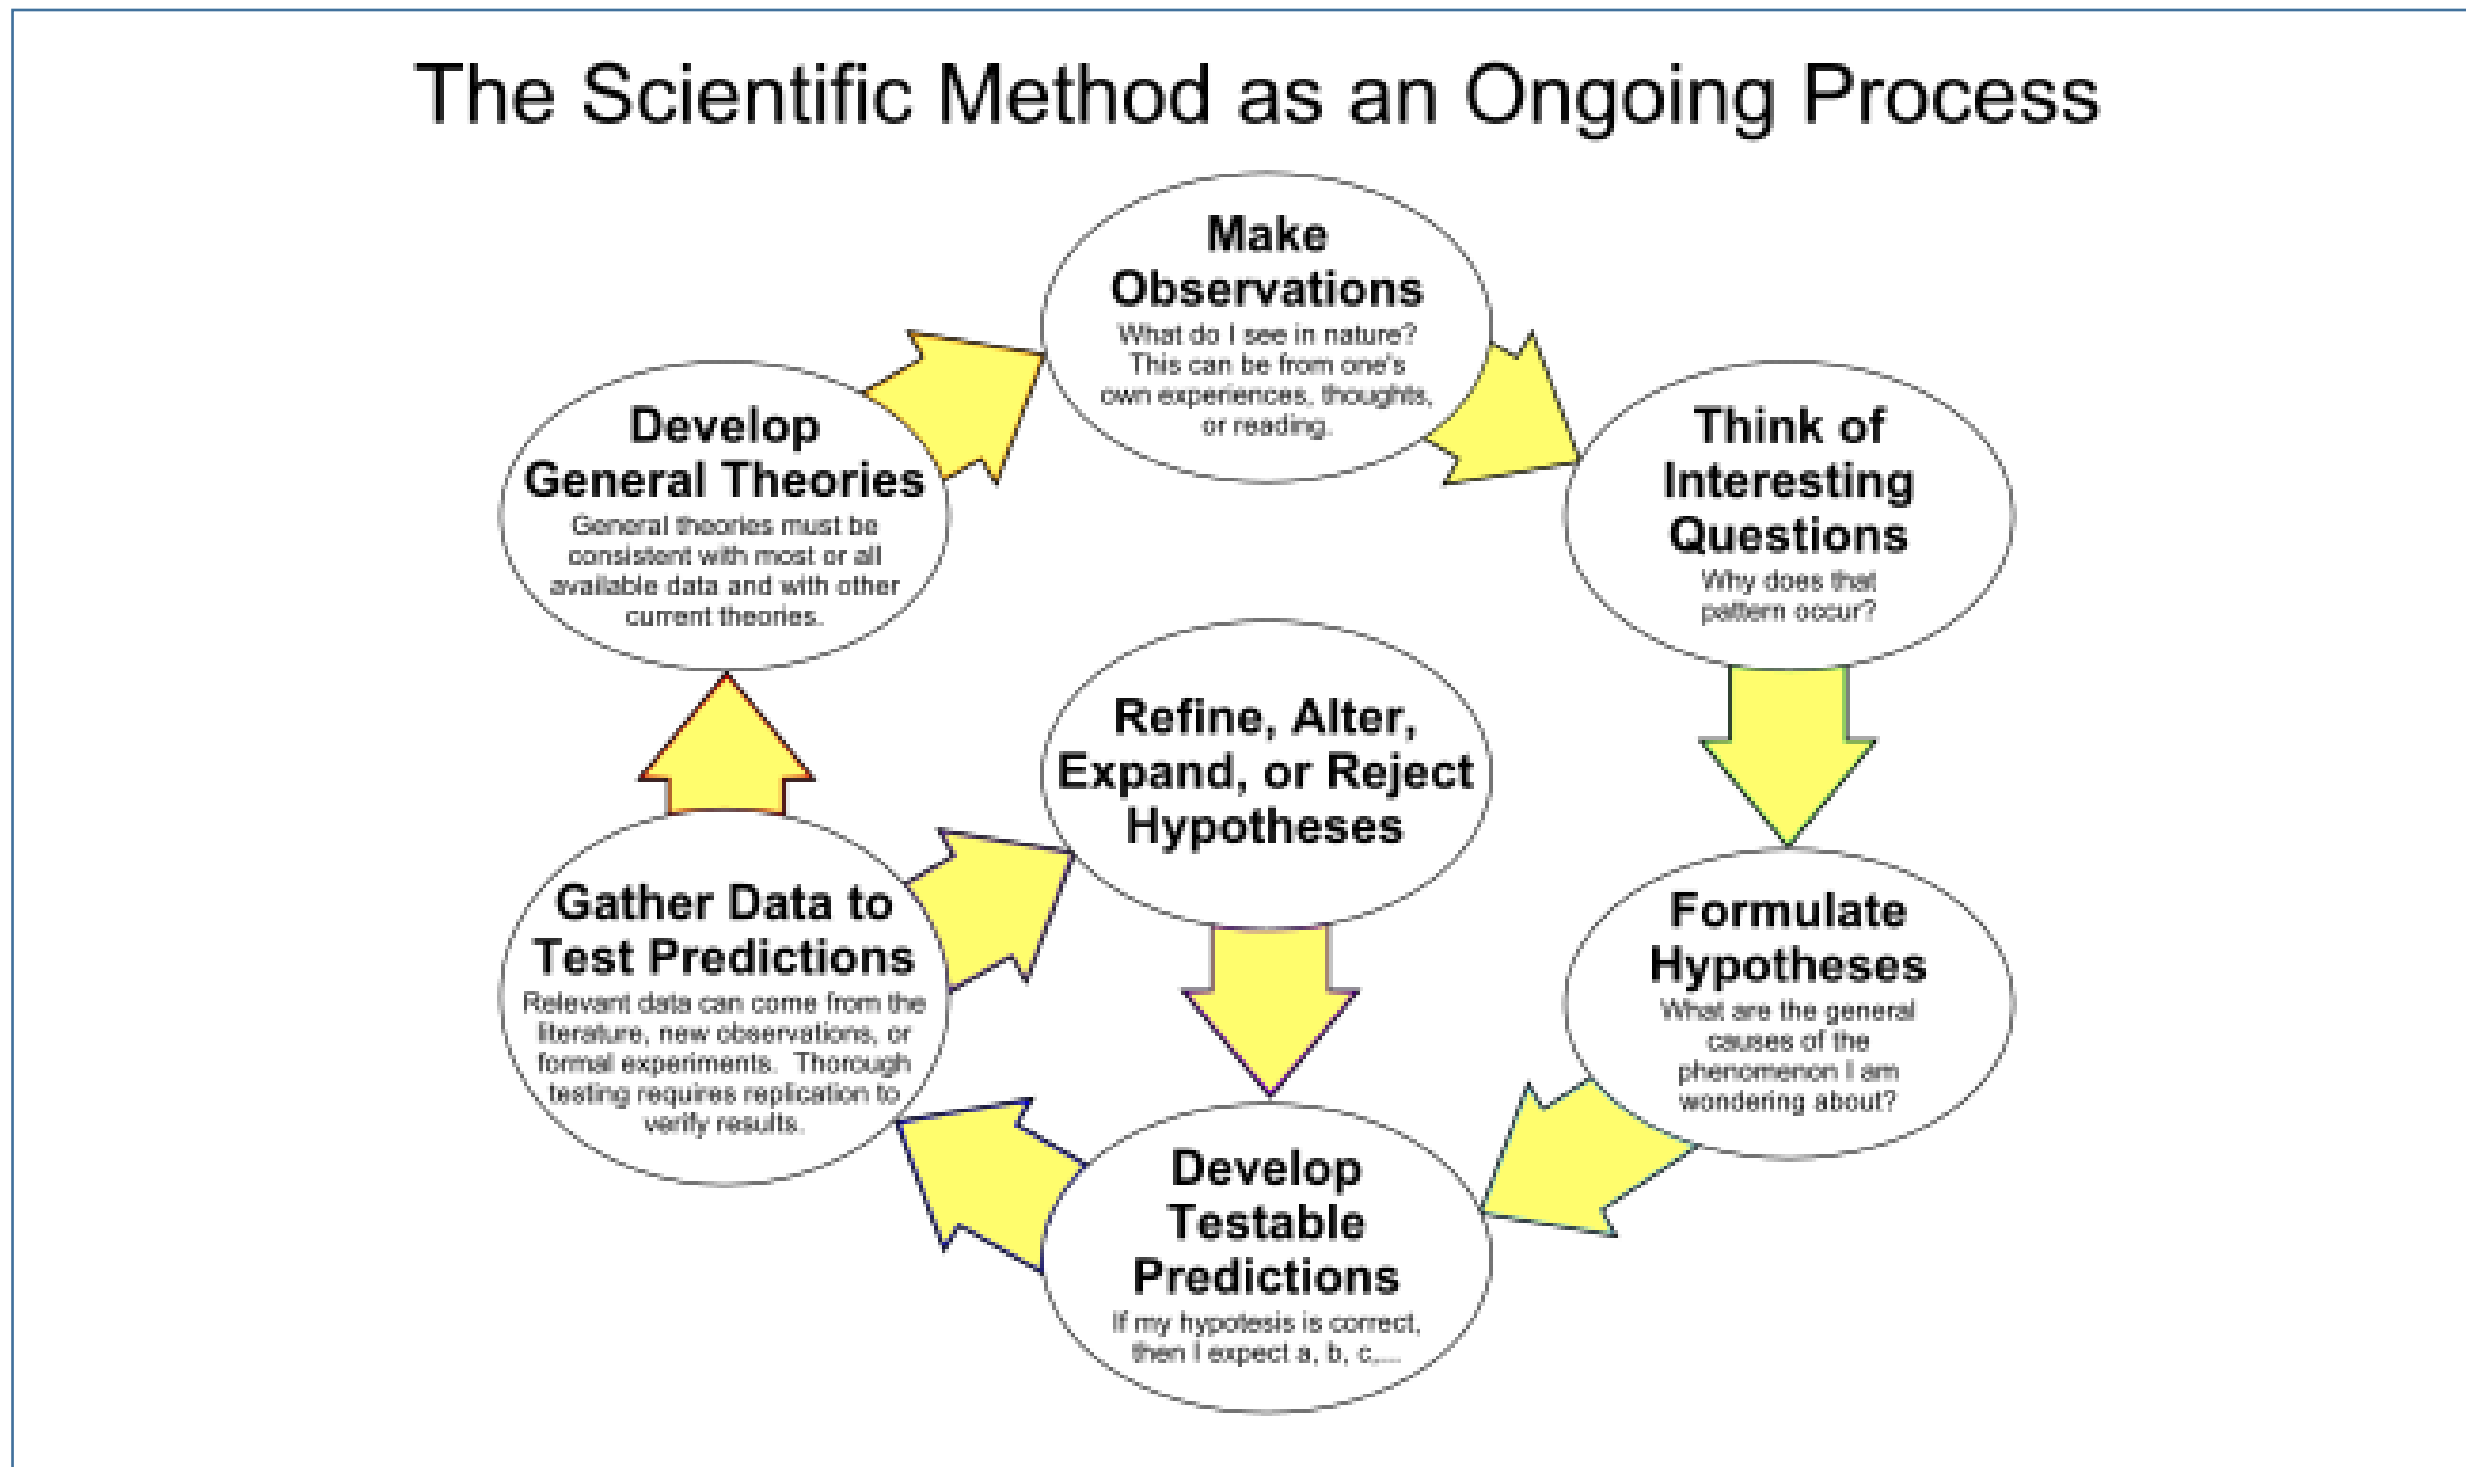 The Scientific Method as an Ongoing Process
Make
Observations
What do I see in nature?
This can be from one's
own experiences, thoughts,
or reading.
Think of
Interesting
Questions
Why does that
pattern occur?
Formulate
Hypotheses
What are the general
causes of the
phenomenon I am
wondering about?
Develop
Testable
Predictions
If my hypotesis is correct,
then I expect a, b, c,...
Gather Data to
Test Predictions
Relevant data can come from the
literature, new observations, or
formal experiments. Thorough
testing requires replication to
verify results.
Refine, Alter,
Expand, or Reject
Hypotheses
Develop
General Theories
General theories must be
consistent with most or all
available data and with other
current theories.